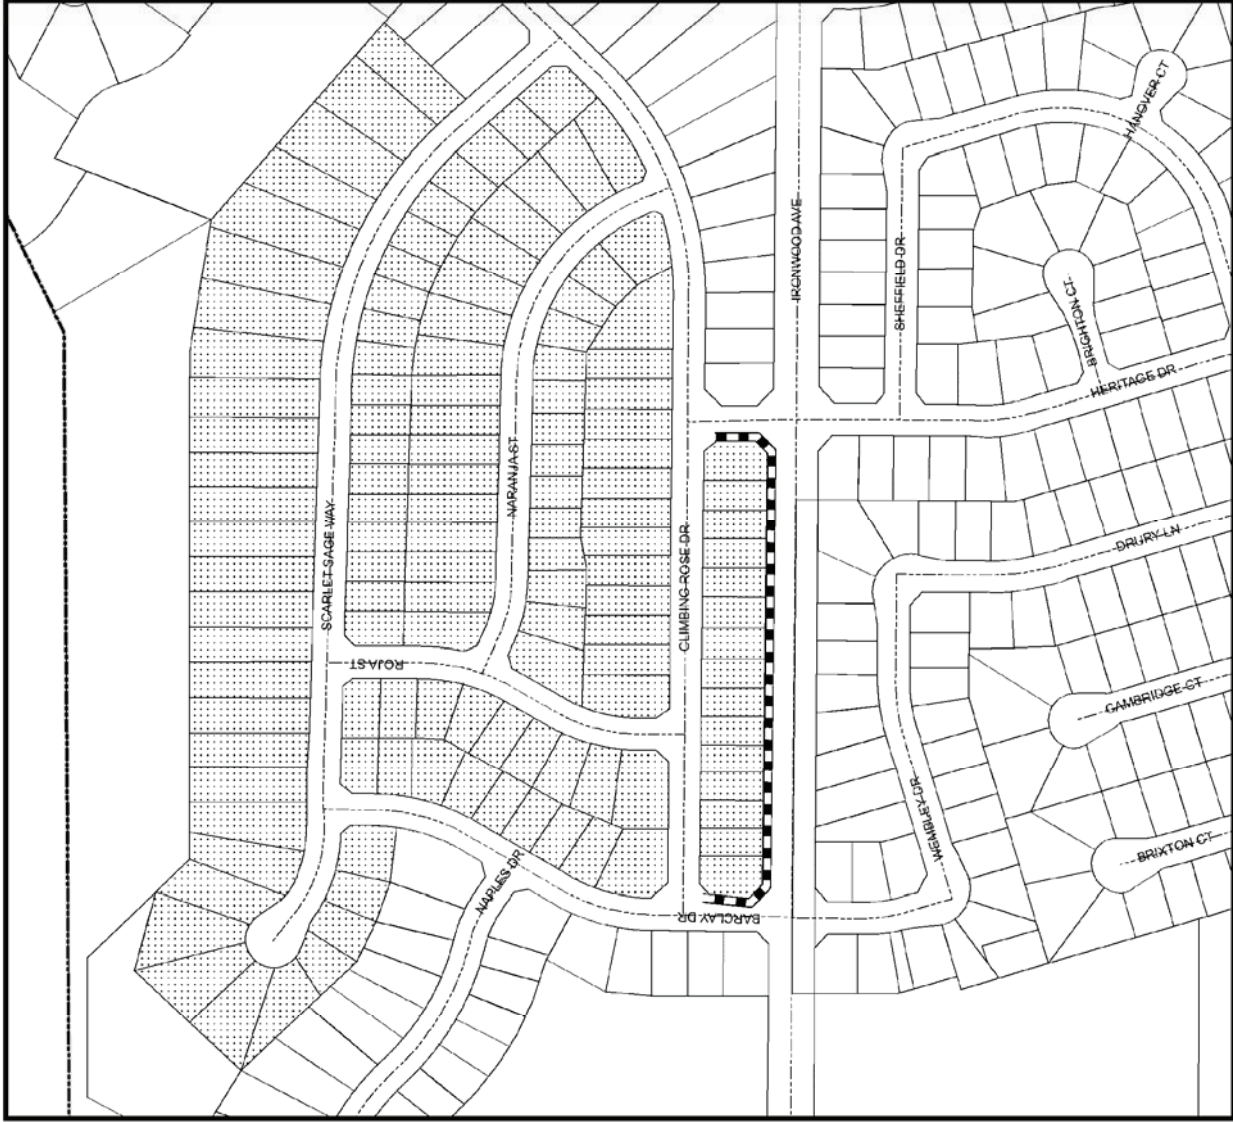 HANOVER CT
IRONWOOD AVE
SHEFFIELD DR
BRIGHTON CT
HERITAGE DR
NARANJA ST
SCARLET SAGE WAY
CLIMBING ROSE DR
DRURY LN
ROJA ST
CAMBRIDGE CT
WEMBLEY DR
BRIXTON CT
NAPLES DR
BARCLAY DR